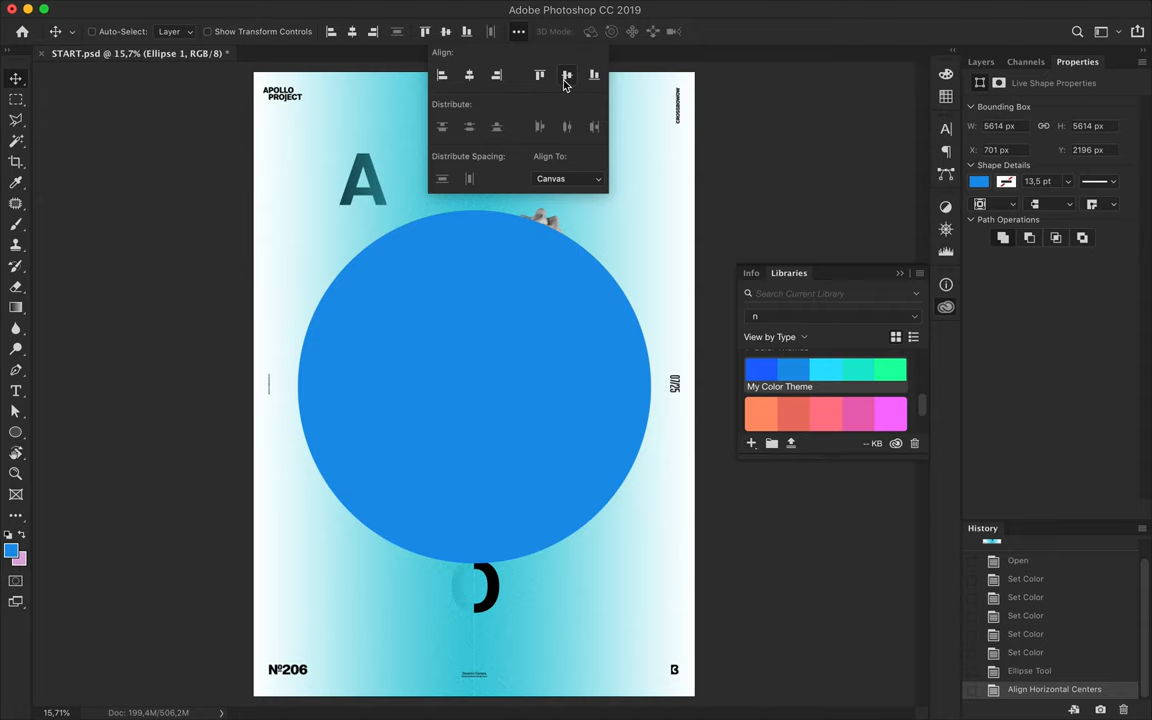 Adobe Photoshop CC 2019
Auto-Select:
Layer
Show Transform Controls
3D Mode:
START.psd @ 15,7% (Ellipse 1, RGB/8) *
Align:
Distribute:
Distribute Spacing:
Align To:
Canvas
APOLLO
PROJECT
CROSSBOWOW
A
07/25
O
Nº206
B
Layers
Channels
Properties
Live Shape Properties
Bounding Box
W: 5614 px
H: 5614 px
X: 701 px
Y: 2196 px
Shape Details
13,5 pt
Path Operations
Info
Libraries
Search Current Library
n
View by Type
My Color Theme
-- KB
History
Open
Set Color
Set Color
Set Color
Set Color
Set Color
Ellipse Tool
Align Horizontal Centers
15,71%
Doc: 199,4M/506,2M